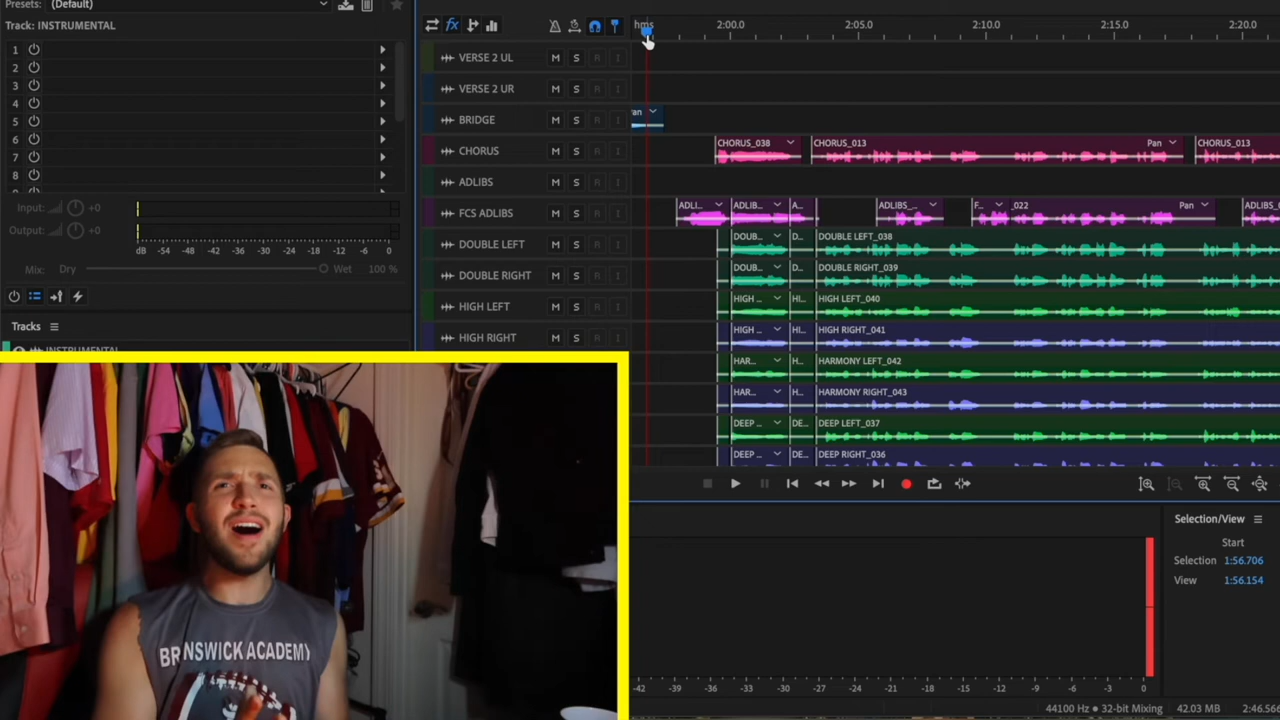 Presets: (Default)
Track: INSTRUMENTAL
1
2
3
4
5
6
7
8
Input: +0
Output: +0
dB -54 -48 -42 -36 -30 -24 -18 -12 -6 0
Mix: Dry Wet 100 %
Tracks
INSTRUMENTAL
hms 2:00.0 2:05.0 2:10.0 2:15.0 2:20.0
VERSE 2 UL M S R I
VERSE 2 UR M S R I
BRIDGE M S R I an
CHORUS M S R I CHORUS_038 CHORUS_013 Pan CHORUS_013
ADLIBS M S R I
FCS ADLIBS M S R I ADLI... ADLIB... A... ADLIBS_... F... _022 Pan ADLIBS_
DOUBLE LEFT M S R I DOUB... D... DOUBLE LEFT_038
DOUBLE RIGHT M S R I DOUB... D... DOUBLE RIGHT_039
HIGH LEFT M S R I HIGH ... HI... HIGH LEFT_040
HIGH RIGHT M S R I HIGH ... HI... HIGH RIGHT_041
HAR... H... HARMONY LEFT_042
HAR... H... HARMONY RIGHT_043
DEEP ... DE... DEEP LEFT_037
DEEP ... DE... DEEP RIGHT_036
Selection/View
Start
Selection 1:56.706
View 1:56.154
-42 -39 -36 -33 -30 -27 -24 -21 -18 -15 -12 -9 -6 -3 0
44100 Hz ● 32-bit Mixing 42.03 MB 2:46.566
BR NSWICK ACADEMY